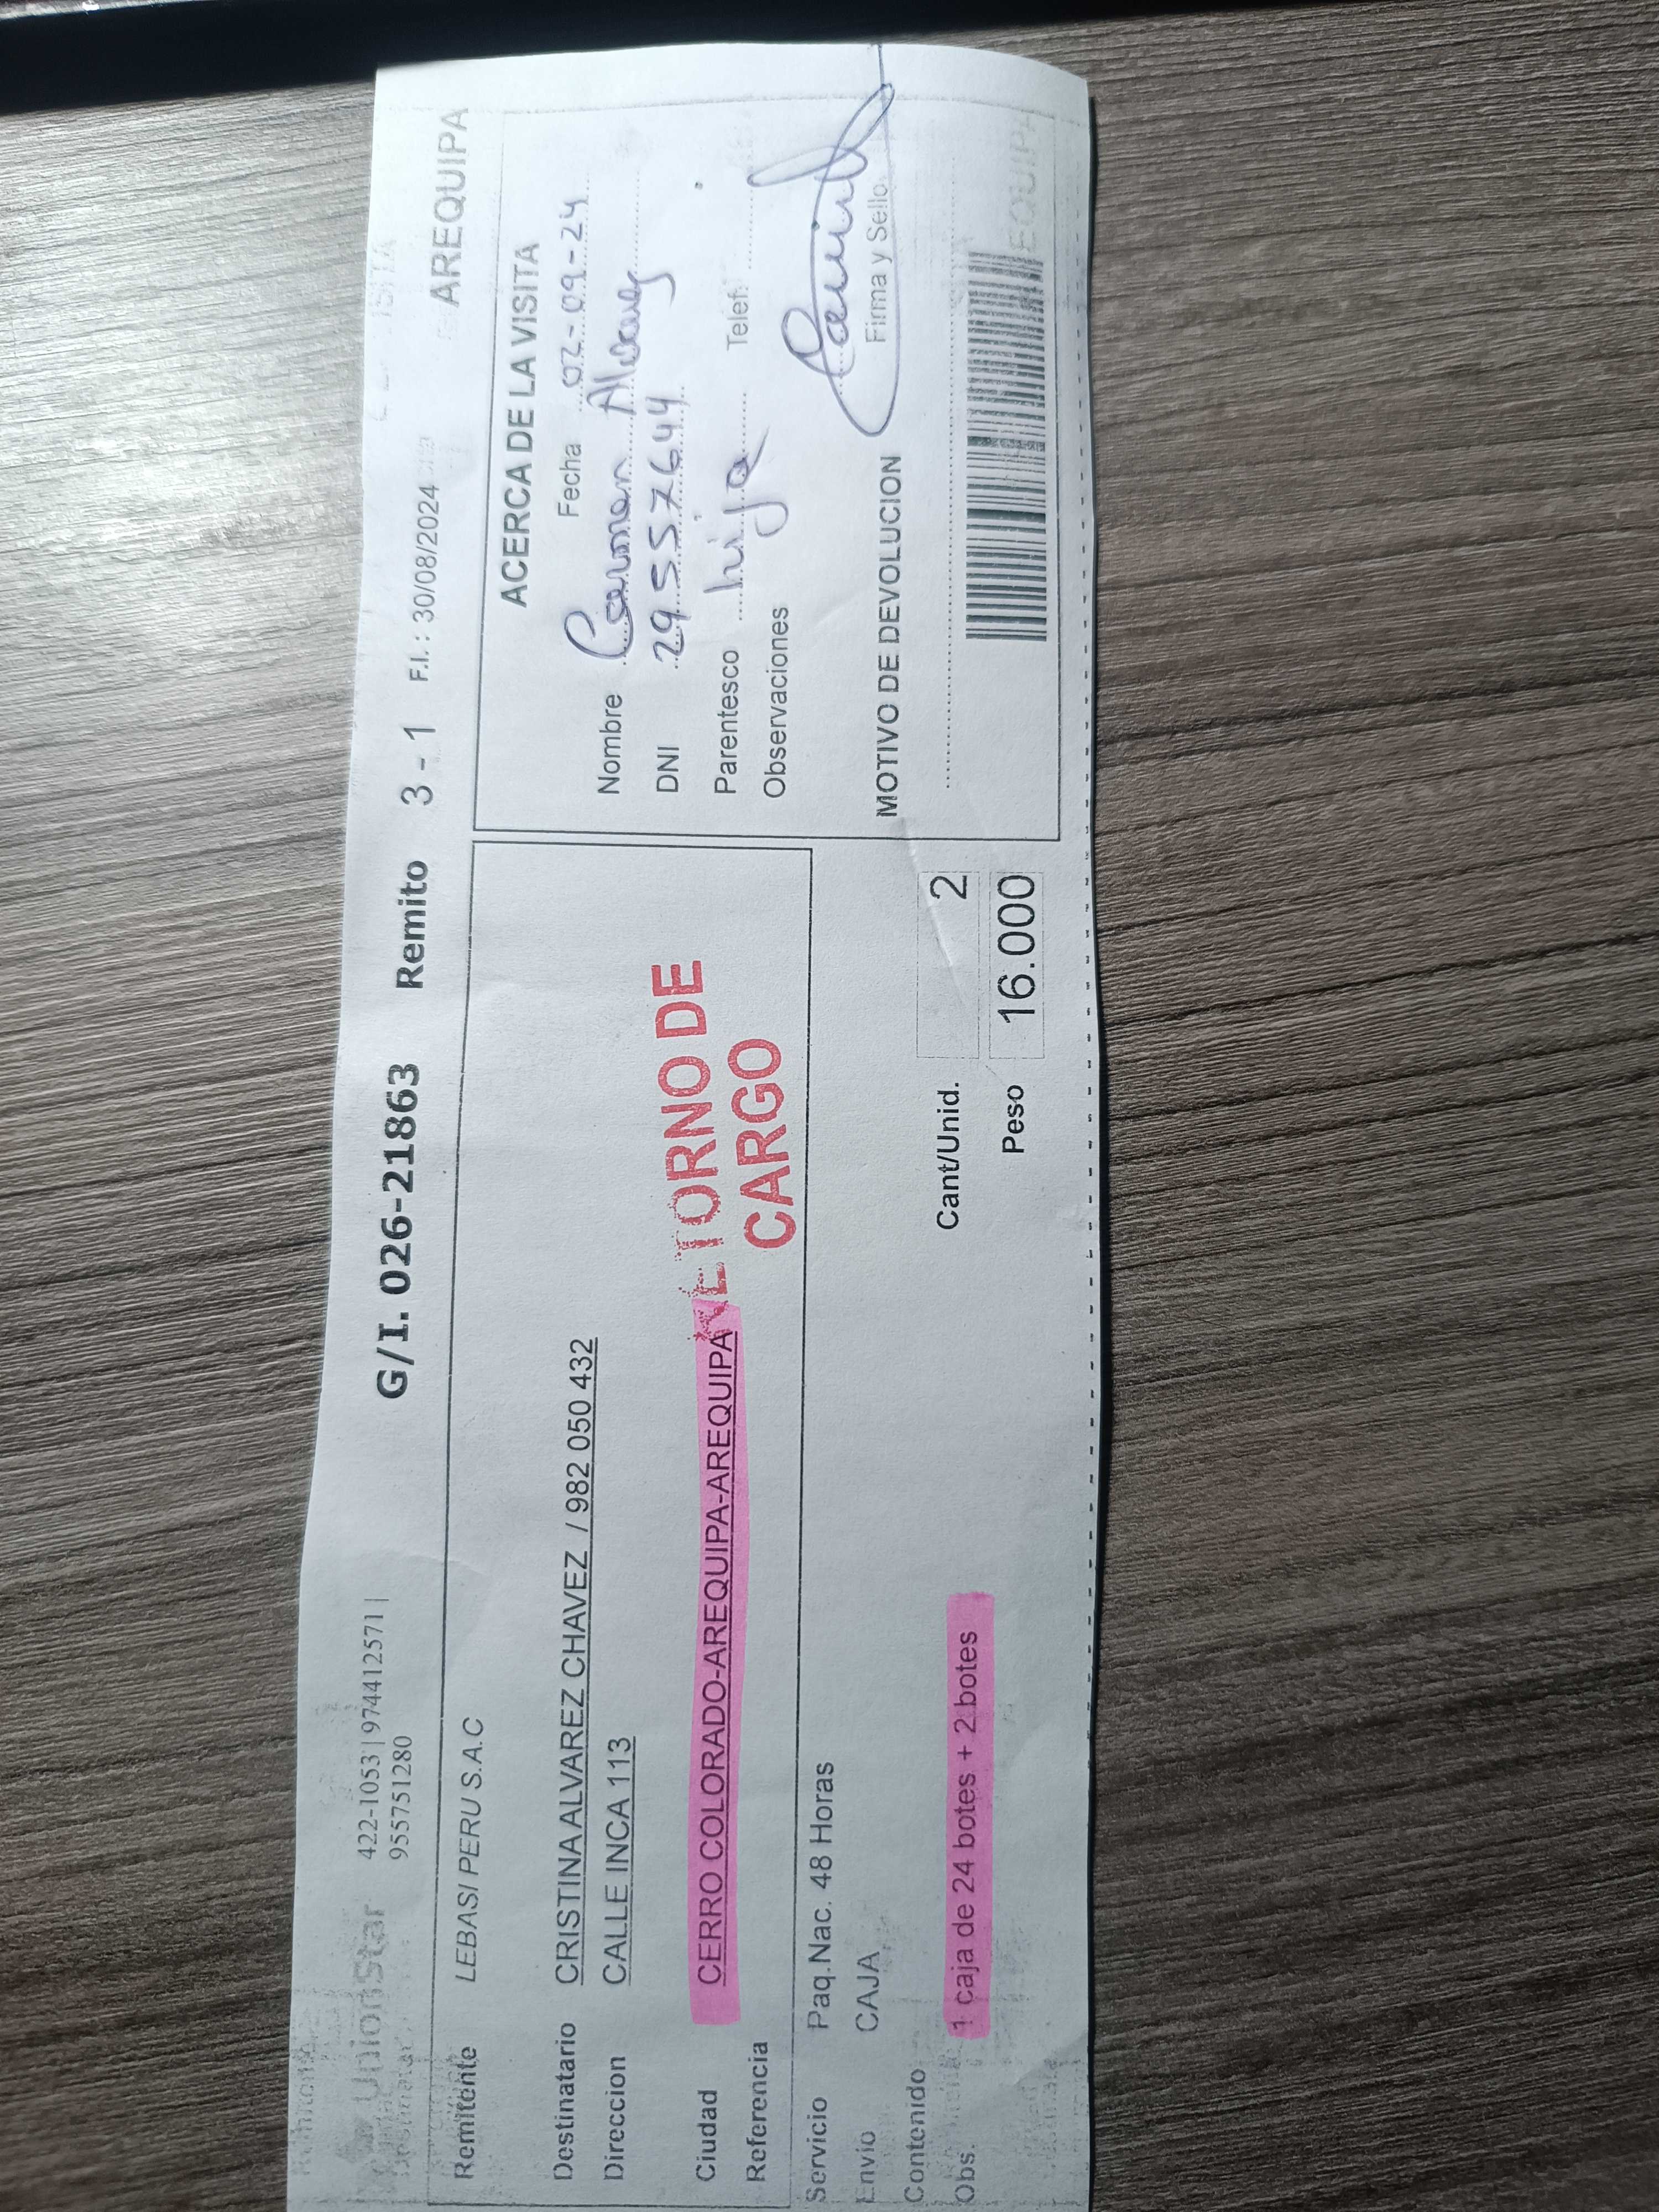 unionstar
422-1053 | 974412571 |
955751280
G/I. 026-21863 Remito 3 - 1 F.I. : 30/08/2024 AREQUIPA
Remitente LEBASI PERU S.A.C
Destinatario CRISTINA ALVAREZ CHAVEZ / 982 050 432
Direccion CALLE INCA 113
Ciudad CERRO COLORADO-AREQUIPA-AREQUIPA
Referencia
RETORNO DE
CARGO
Servicio Paq.Nac. 48 Horas
Envio CAJA
Contenido
Obs. 1 caja de 24 botes + 2 botes
Cant/Unid. 2
Peso 16.000
ACERCA DE LA VISITA
Fecha 02-09-24
Nombre Carmen
DNI 29557644
Parentesco hija Telef.
Observaciones
Firma y Sello
MOTIVO DE DEVOLUCION